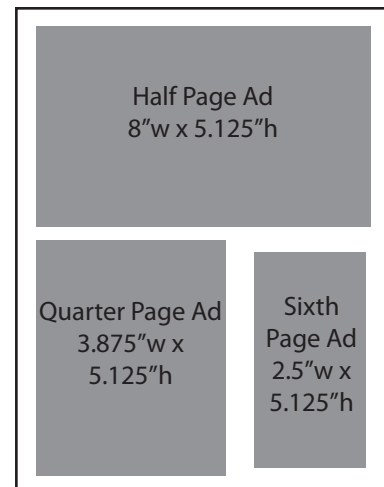 Half Page Ad
8”w x 5.125”h
Quarter Page Ad
3.875”w x
5.125”h
Sixth
Page Ad
2.5”w x
5.125”h